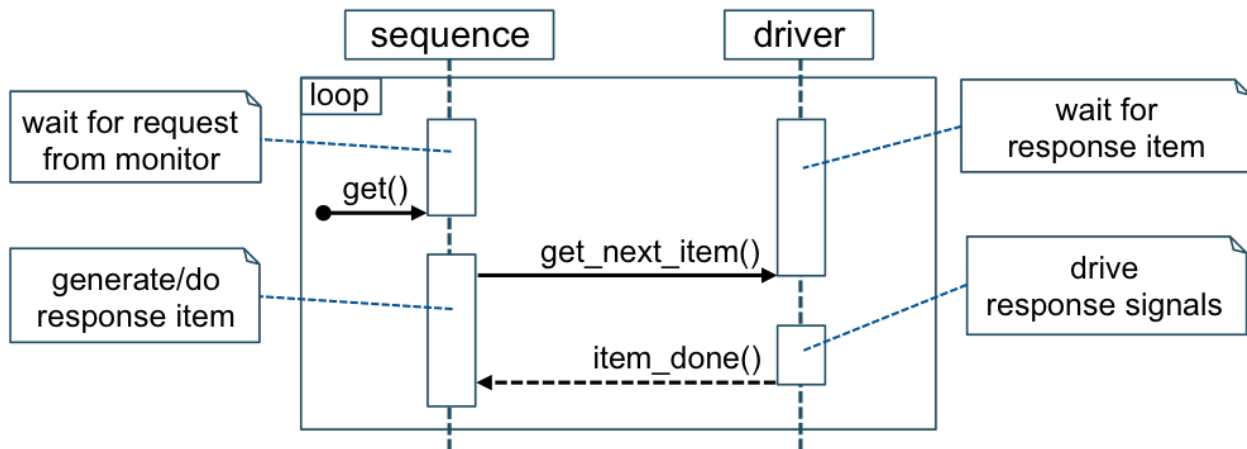 sequence
driver
loop
wait for request
from monitor
wait for
response item
get()
get_next_item()
generate/do
response item
drive
response signals
item_done()